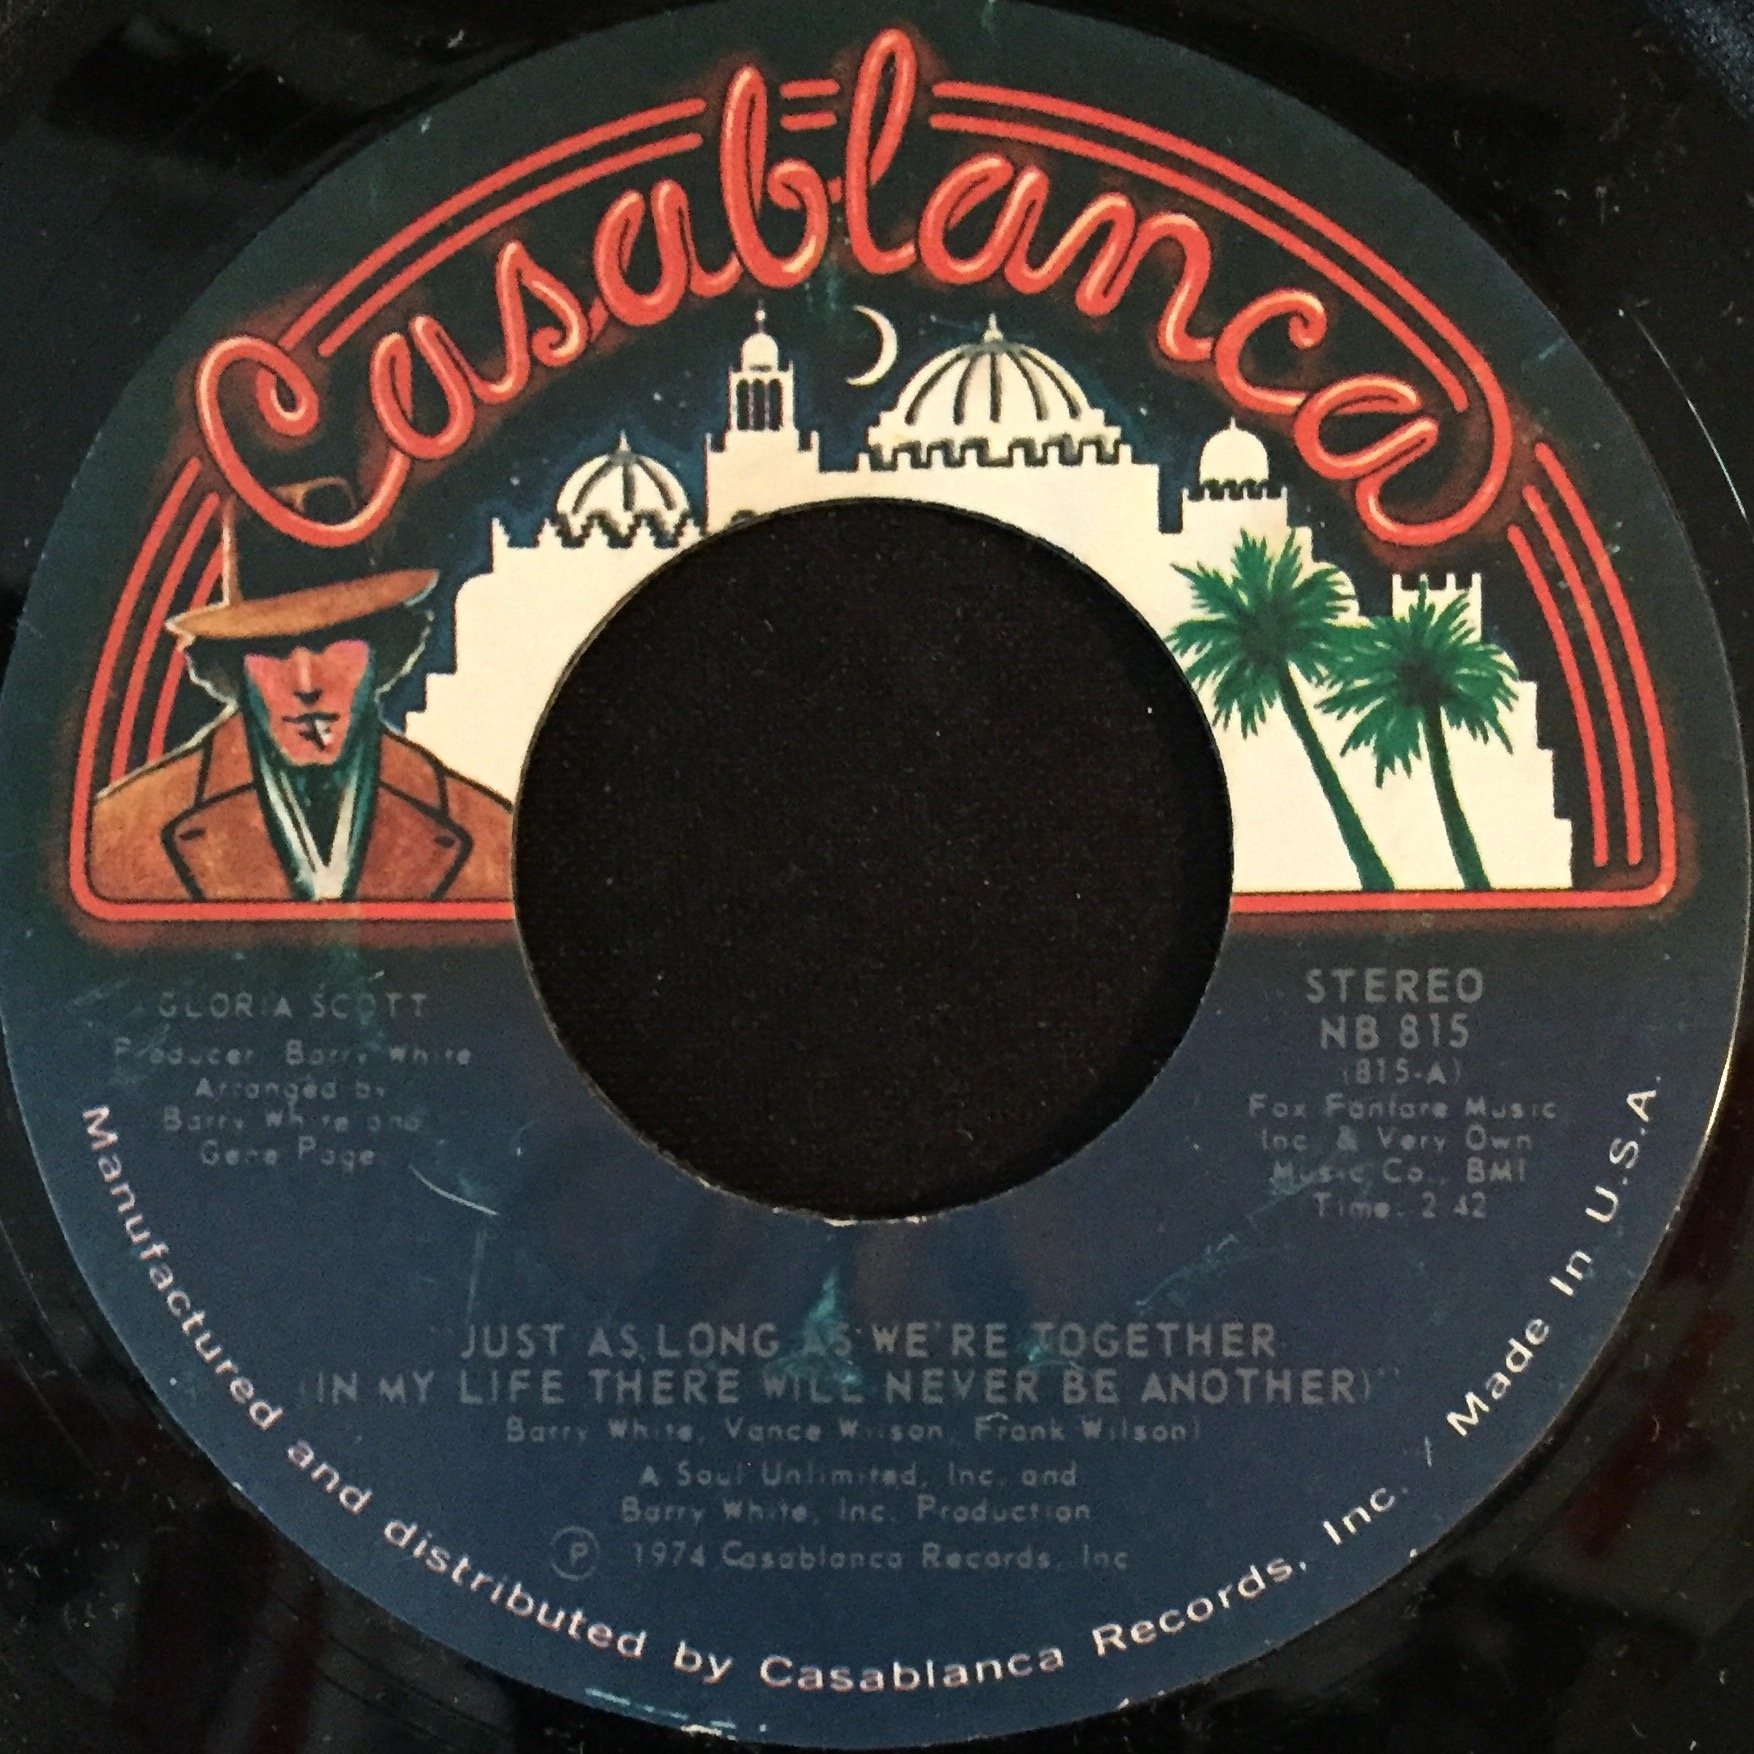 Casablanca
GLORIA SCOTT
Producer: Barry White
Arranged by
Barry White and
Gene Page
STEREO
NB 815
(815-A)
Fox Fanfare Music
Inc. & Very Own
Music Co., BMI
Time: 2:42
"JUST AS LONG AS WE'RE TOGETHER
(IN MY LIFE THERE WILL NEVER BE ANOTHER)"
Barry White, Vance Wilson, Frank Wilson)
A Soul Unlimited, Inc. and
Barry White, Inc. Production
Ⓟ 1974 Casablanca Records, Inc
Manufactured and distributed by Casablanca Records, Inc. / Made In U.S.A.